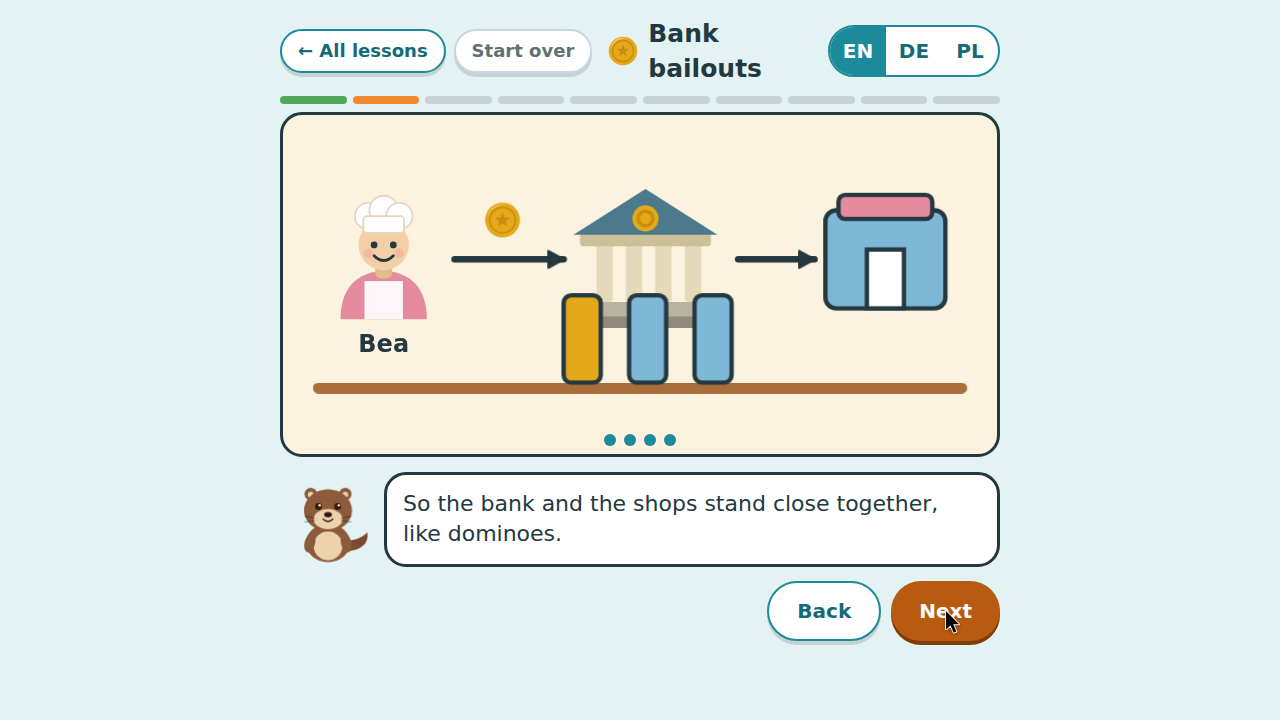 ← All lessons
Start over
Bank
bailouts
EN DE PL
Bea
So the bank and the shops stand close together,
like dominoes.
Back
Next